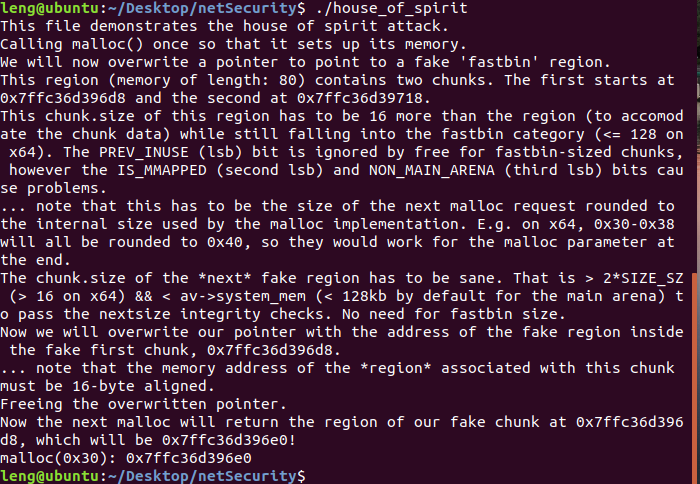 leng@ubuntu:~/Desktop/netSecurity$ ./house_of_spirit
This file demonstrates the house of spirit attack.
Calling malloc() once so that it sets up its memory.
We will now overwrite a pointer to point to a fake 'fastbin' region.
This region (memory of length: 80) contains two chunks. The first starts at
0x7ffc36d396d8 and the second at 0x7ffc36d39718.
This chunk.size of this region has to be 16 more than the region (to accomod
ate the chunk data) while still falling into the fastbin category (<= 128 on
 x64). The PREV_INUSE (lsb) bit is ignored by free for fastbin-sized chunks,
 however the IS_MMAPPED (second lsb) and NON_MAIN_ARENA (third lsb) bits cau
se problems.
... note that this has to be the size of the next malloc request rounded to
the internal size used by the malloc implementation. E.g. on x64, 0x30-0x38
will all be rounded to 0x40, so they would work for the malloc parameter at
the end.
The chunk.size of the *next* fake region has to be sane. That is > 2*SIZE_SZ
 (> 16 on x64) && < av->system_mem (< 128kb by default for the main arena) t
o pass the nextsize integrity checks. No need for fastbin size.
Now we will overwrite our pointer with the address of the fake region inside
 the fake first chunk, 0x7ffc36d396d8.
... note that the memory address of the *region* associated with this chunk
must be 16-byte aligned.
Freeing the overwritten pointer.
Now the next malloc will return the region of our fake chunk at 0x7ffc36d396
d8, which will be 0x7ffc36d396e0!
malloc(0x30): 0x7ffc36d396e0
leng@ubuntu:~/Desktop/netSecurity$